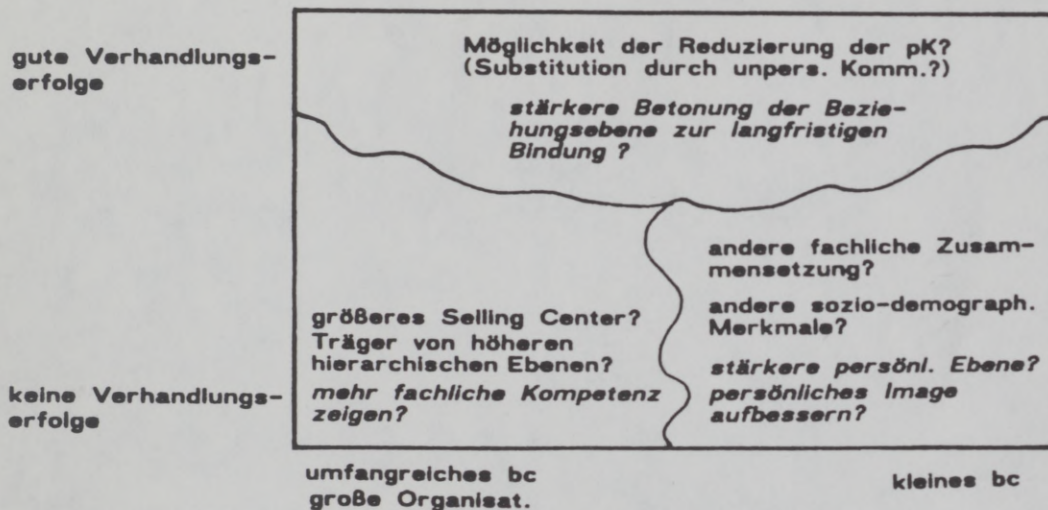 gute Verhandlungs-
erfolge
Möglichkeit der Reduzierung der pK?
(Substitution durch unpers. Komm.?)
stärkere Betonung der Bezie-
hungsebene zur langfristigen
Bindung ?
andere fachliche Zusam-
mensetzung?
andere sozio-demograph.
Merkmale?
stärkere persönl. Ebene?
persönliches Image
aufbessern?
größeres Selling Center?
Träger von höheren
hierarchischen Ebenen?
mehr fachliche Kompetenz
zeigen?
keine Verhandlungs-
erfolge
umfangreiches bc
große Organisat.
kleines bc